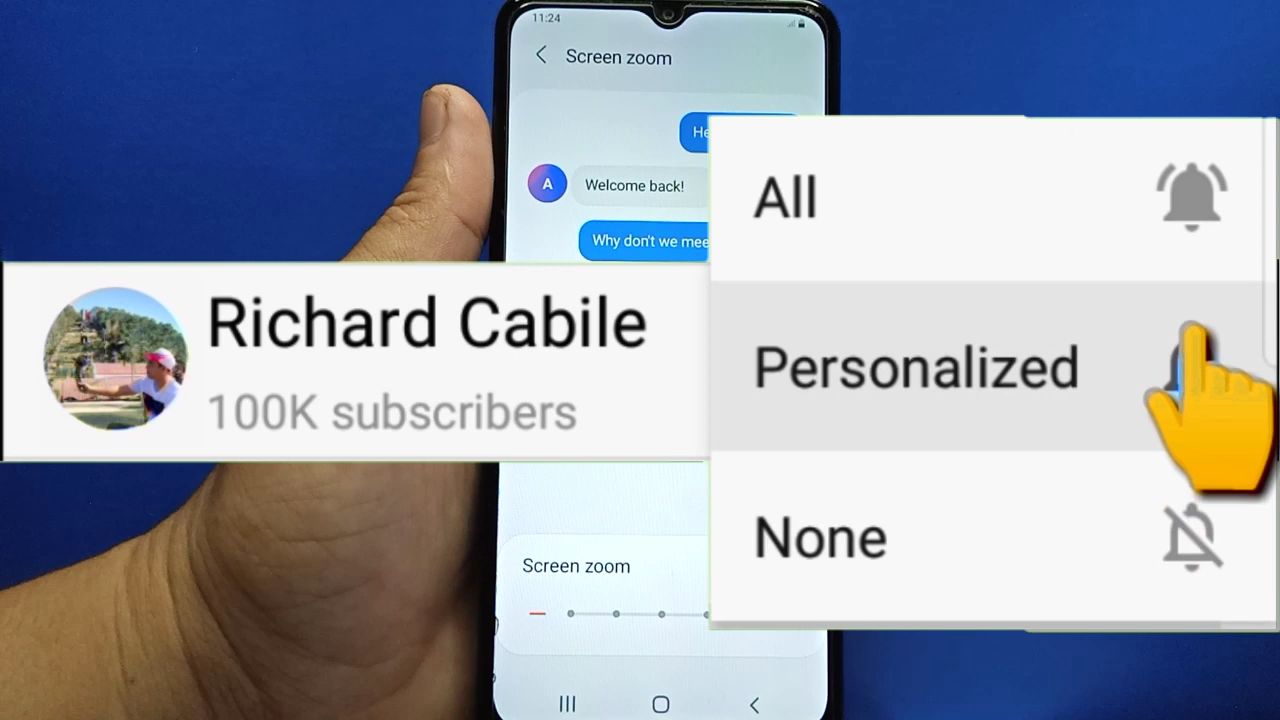 11:24
Screen zoom
He
A
Welcome back!
Why don't we mee
Richard Cabile
100K subscribers
All
Personalized
None
Screen zoom